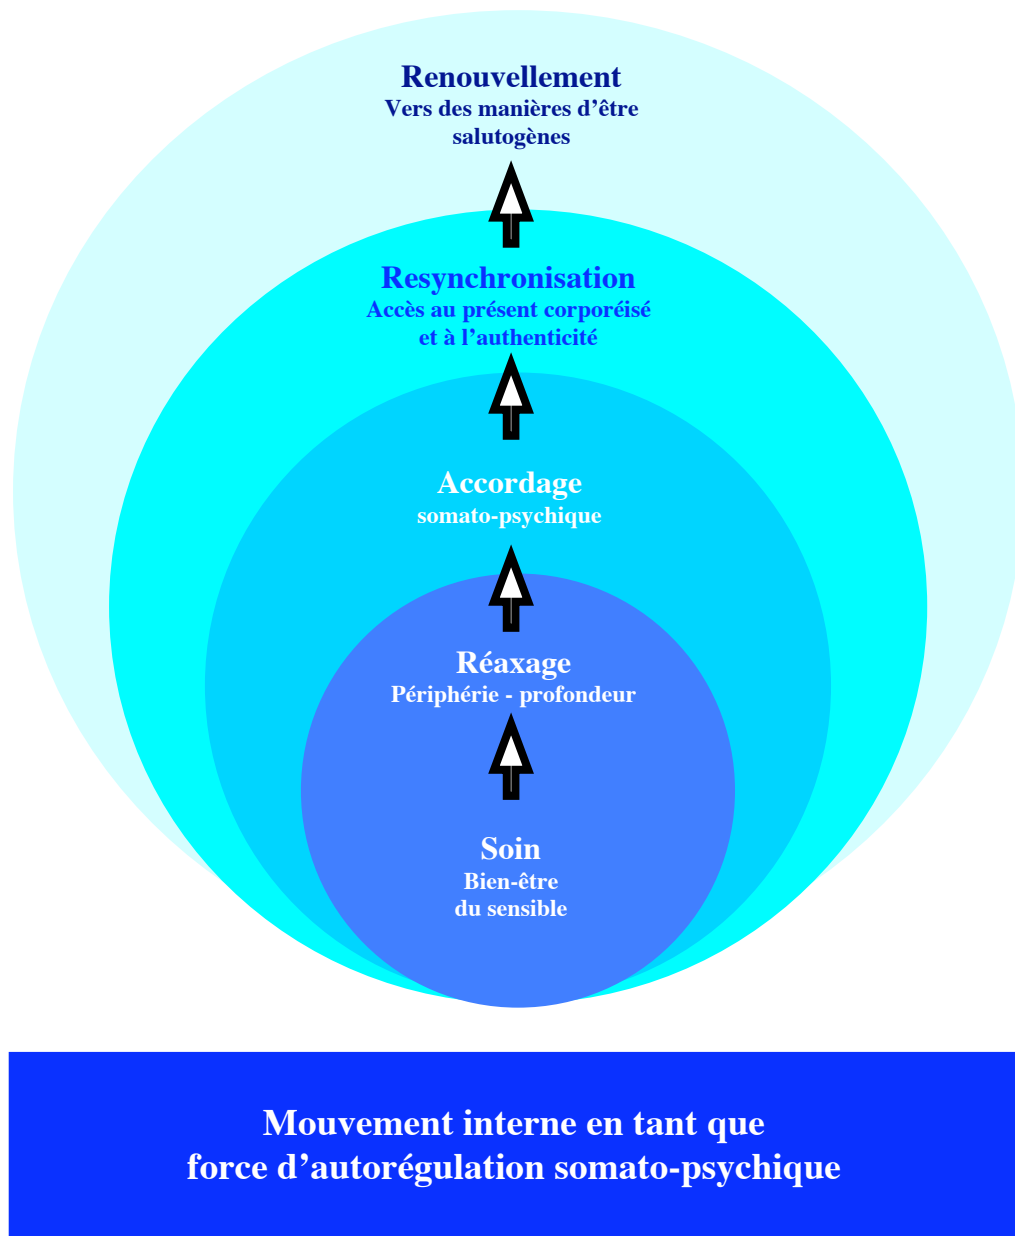 Renouvellement
Vers des manières d’être
salutogènes
Resynchronisation
Accès au présent corporéisé
et à l’authenticité
Accordage
somato-psychique
Réaxage
Périphérie - profondeur
Soin
Bien-être
du sensible
Mouvement interne en tant que
force d’autorégulation somato-psychique